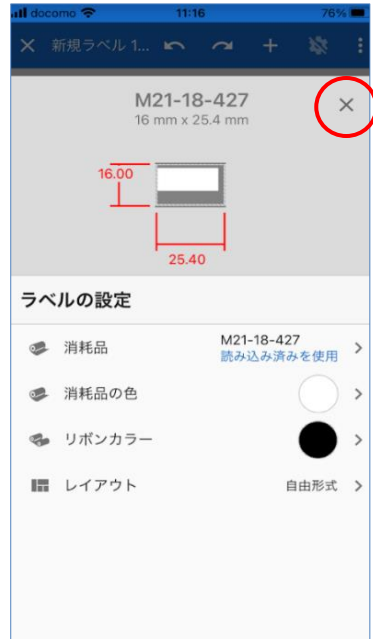 docomo 11:16 76%
新規ラベル 1...
M21-18-427
16 mm x 25.4 mm
16.00
25.40
ラベルの設定
消耗品 M21-18-427
読み込み済みを使用
消耗品の色
リボンカラー
レイアウト 自由形式